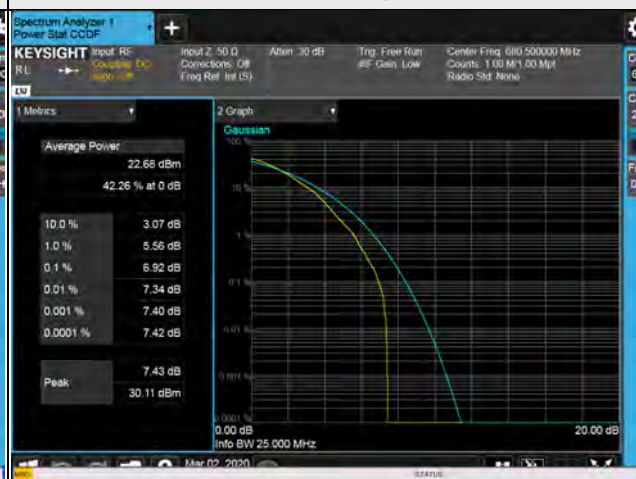 Spectrum Analyzer 1
Power Stat CCDF
KEYSIGHT Input: RF Input Z: 50 Ω Atten: 30 dB Trig: Free Run Center Freq: 680.500000 MHz
RL Coupling: DC Corrections: Off #IF Gain: Low Counts: 1.00 M/1.00 Mpt
Align: Off Freq Ref: Int (S) Radio Std: None
1 Metrics
2 Graph
Average Power
22.68 dBm
42.26 % at 0 dB
10.0 % 3.07 dB
1.0 % 5.56 dB
0.1 % 6.92 dB
0.01 % 7.34 dB
0.001 % 7.40 dB
0.0001 % 7.42 dB
Peak
7.43 dB
30.11 dBm
Gaussian
100 %
10 %
1 %
0.1 %
0.01 %
0.001 %
0.0001 %
0.00 dB 20.00 dB
Info BW 25.000 MHz
Mar 02, 2020
MSG STATUS